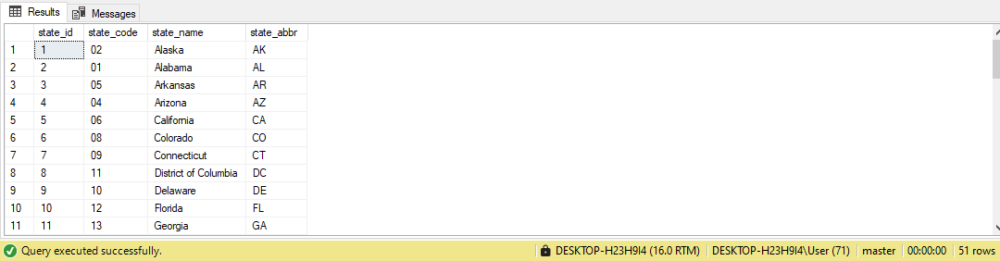 Results Messages
state_id state_code state_name state_abbr
1 1 02 Alaska AK
2 2 01 Alabama AL
3 3 05 Arkansas AR
4 4 04 Arizona AZ
5 5 06 California CA
6 6 08 Colorado CO
7 7 09 Connecticut CT
8 8 11 District of Columbia DC
9 9 10 Delaware DE
10 10 12 Florida FL
11 11 13 Georgia GA
Query executed successfully. DESKTOP-H23H9I4 (16.0 RTM) DESKTOP-H23H9I4\User (71) master 00:00:00 51 rows